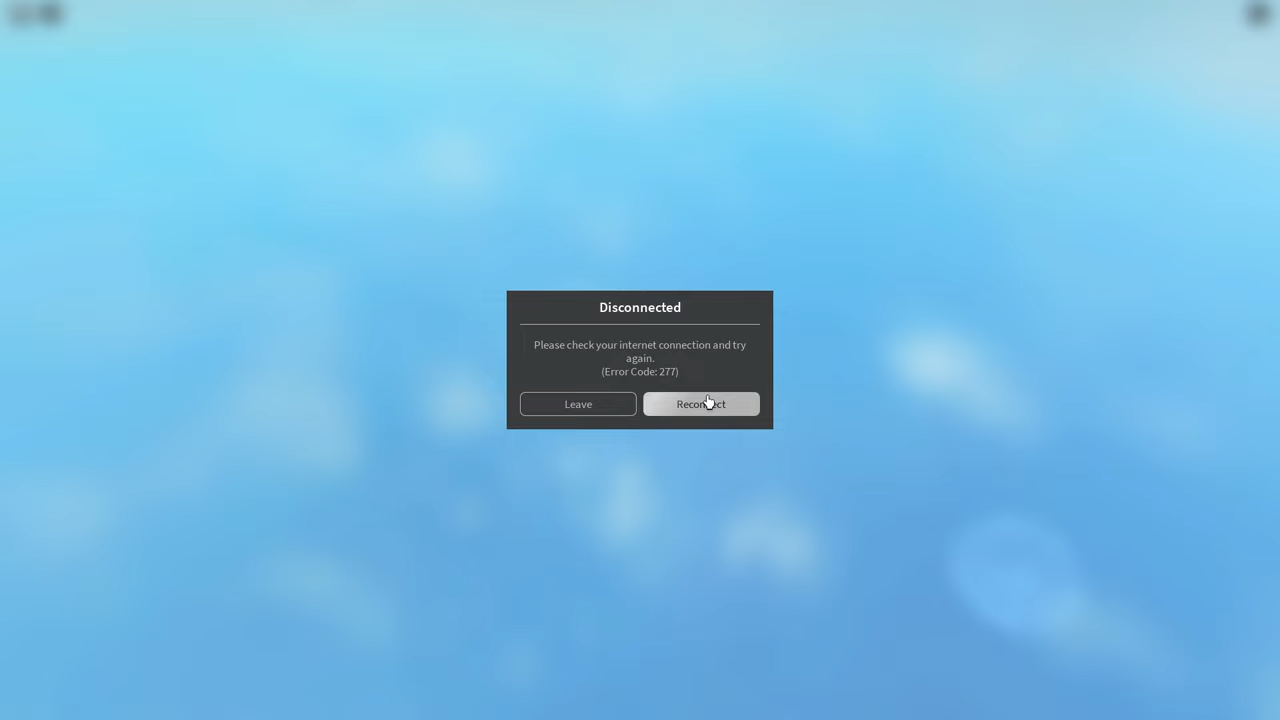 Disconnected
Please check your internet connection and try
again.
(Error Code: 277)
Leave
Reconnect